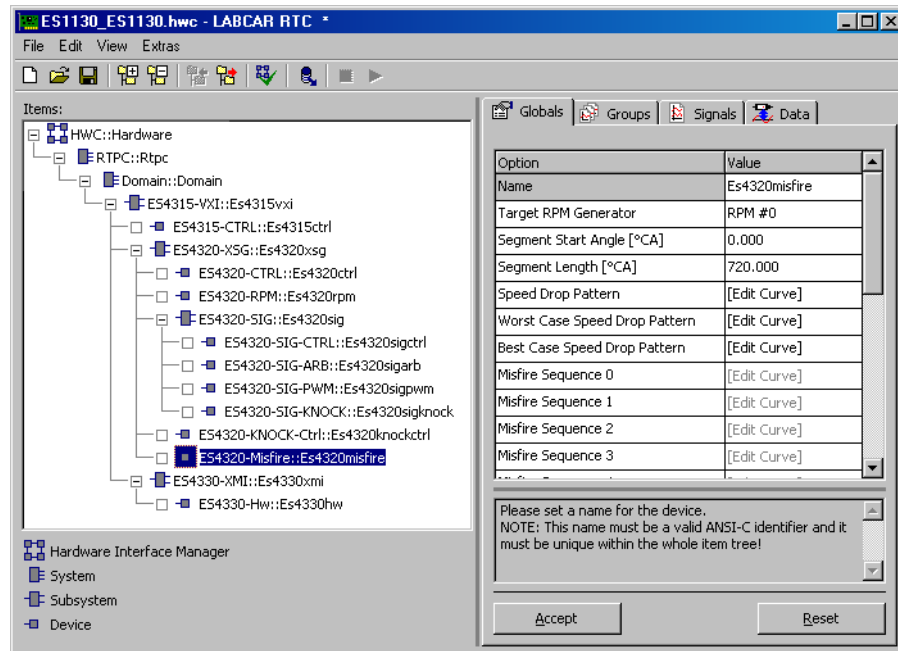 ES1130_ES1130.hwc - LABCAR RTC *
File Edit View Extras
Items:
HWC::Hardware
RTPC::Rtpc
Domain::Domain
ES4315-VXI::Es4315vxi
ES4315-CTRL::Es4315ctrl
ES4320-XSG::Es4320xsg
ES4320-CTRL::Es4320ctrl
ES4320-RPM::Es4320rpm
ES4320-SIG::Es4320sig
ES4320-SIG-CTRL::Es4320sigctrl
ES4320-SIG-ARB::Es4320sigarb
ES4320-SIG-PWM::Es4320sigpwm
ES4320-SIG-KNOCK::Es4320sigknock
ES4320-KNOCK-Ctrl::Es4320knockctrl
ES4320-Misfire::Es4320misfire
ES4330-XMI::Es4330xmi
ES4330-Hw::Es4330hw
Hardware Interface Manager
System
Subsystem
Device
Globals Groups Signals Data
Option Value
Name Es4320misfire
Target RPM Generator RPM #0
Segment Start Angle [°CA] 0.000
Segment Length [°CA] 720.000
Speed Drop Pattern [Edit Curve]
Worst Case Speed Drop Pattern [Edit Curve]
Best Case Speed Drop Pattern [Edit Curve]
Misfire Sequence 0 [Edit Curve]
Misfire Sequence 1 [Edit Curve]
Misfire Sequence 2 [Edit Curve]
Misfire Sequence 3 [Edit Curve]
Please set a name for the device.
NOTE: This name must be a valid ANSI-C identifier and it
must be unique within the whole item tree!
Accept Reset